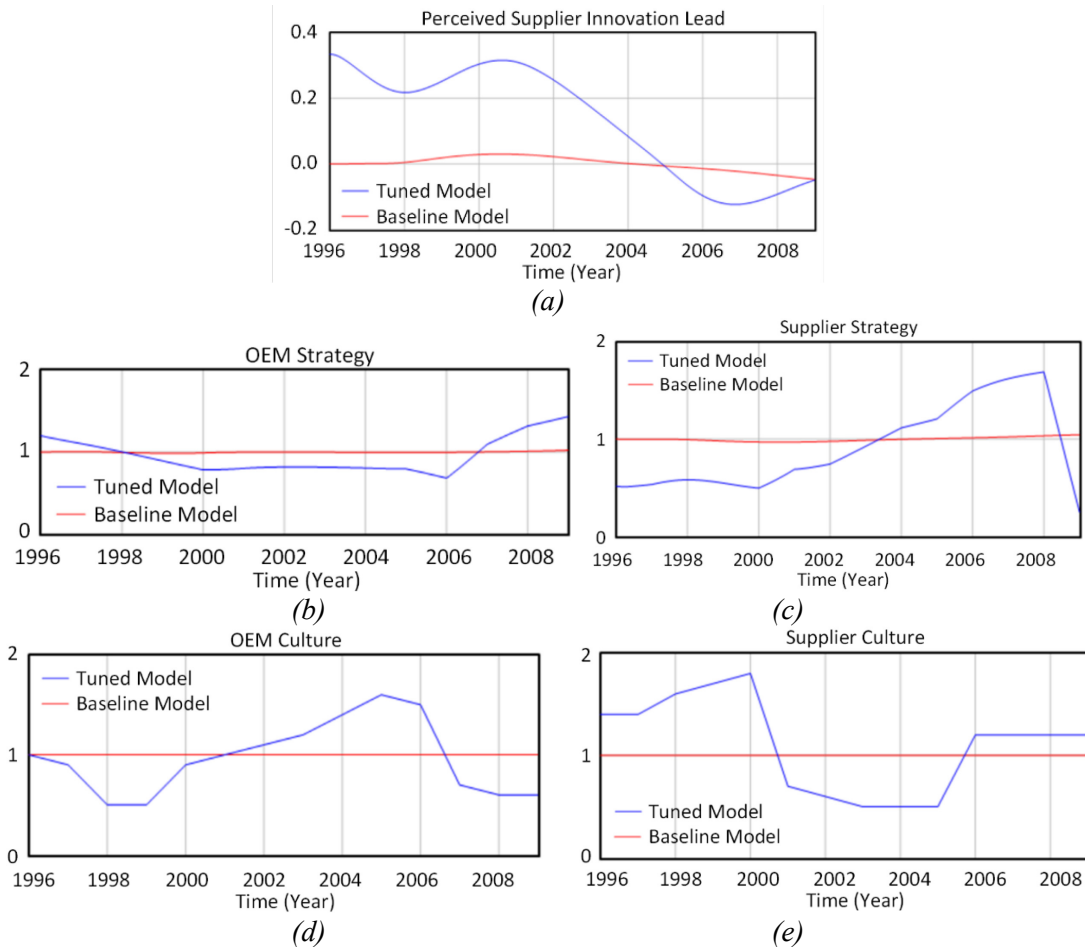 Perceived Supplier Innovation Lead
0.4
0.2
0.0
-0.2
Tuned Model
Baseline Model
1996 1998 2000 2002 2004 2006 2008
Time (Year)
(a)
OEM Strategy
2
1
0
Tuned Model
Baseline Model
1996 1998 2000 2002 2004 2006 2008
Time (Year)
(b)
Supplier Strategy
2
1
0
Tuned Model
Baseline Model
1996 1998 2000 2002 2004 2006 2008
Time (Year)
(c)
OEM Culture
2
1
0
Tuned Model
Baseline Model
1996 1998 2000 2002 2004 2006 2008
Time (Year)
(d)
Supplier Culture
2
1
0
Tuned Model
Baseline Model
1996 1998 2000 2002 2004 2006 2008
Time (Year)
(e)